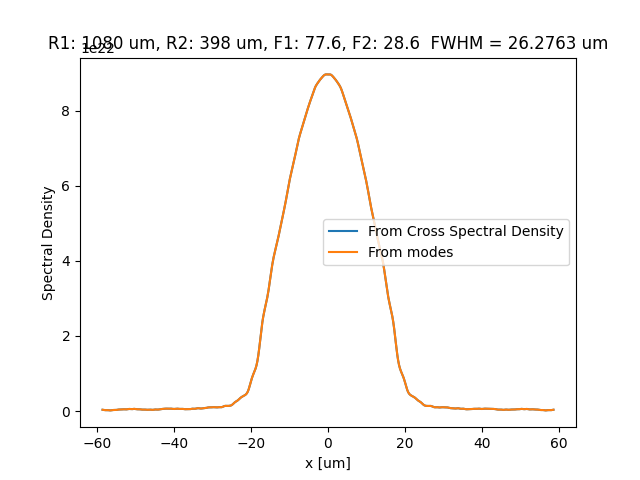 R1: 1080 um, R2: 398 um, F1: 77.6, F2: 28.6  FWHM = 26.2763 um
1e22
8
6
4
2
0
Spectral Density
From Cross Spectral Density
From modes
−60 −40 −20 0 20 40 60
x [um]